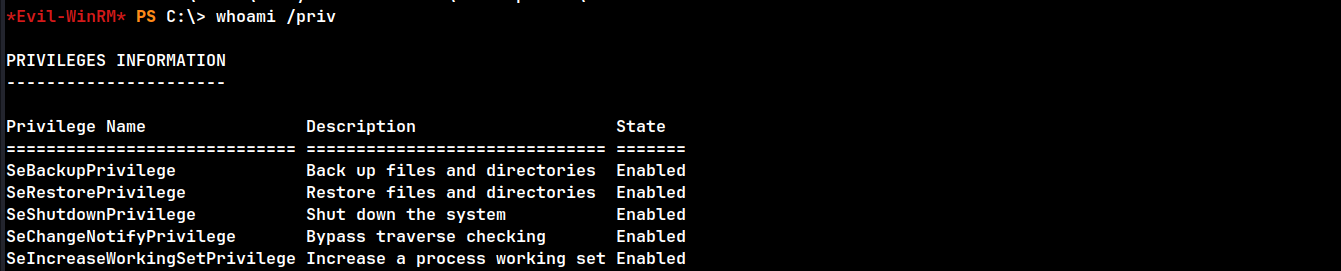 *Evil-WinRM* PS C:\> whoami /priv
PRIVILEGES INFORMATION
----------------------
Privilege Name                Description                    State
============================= ============================== =======
SeBackupPrivilege             Back up files and directories  Enabled
SeRestorePrivilege            Restore files and directories  Enabled
SeShutdownPrivilege           Shut down the system           Enabled
SeChangeNotifyPrivilege       Bypass traverse checking       Enabled
SeIncreaseWorkingSetPrivilege Increase a process working set Enabled